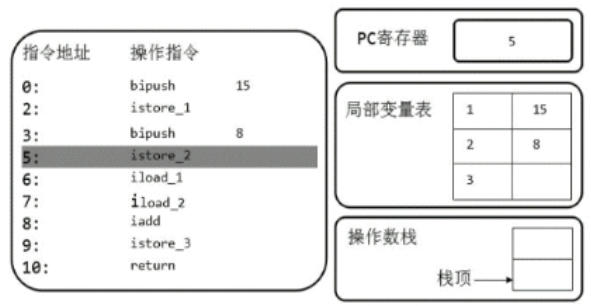 指令地址 操作指令
0: bipush 15
2: istore_1
3: bipush 8
5: istore_2
6: iload_1
7: iload_2
8: iadd
9: istore_3
10: return
PC寄存器 5
局部变量表
1 15
2 8
3
操作数栈
栈顶